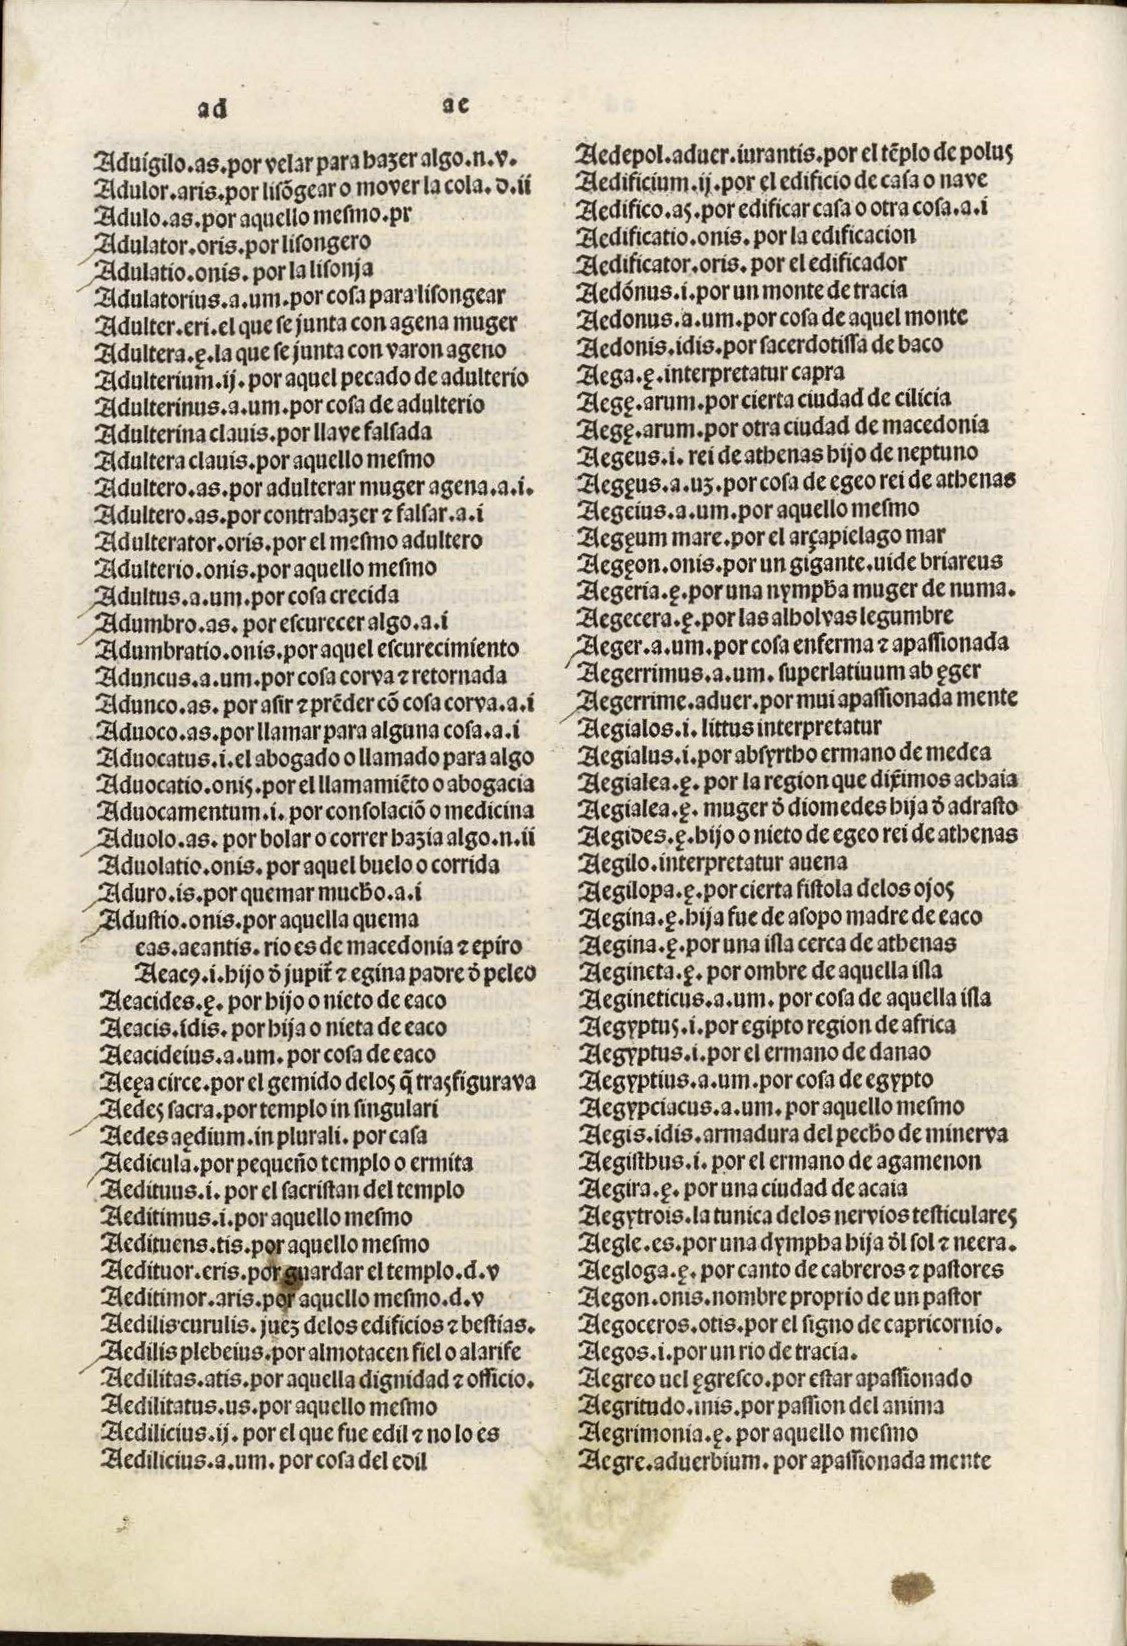 ad
ae
Aduigilo.as.por velar para hazer algo.n.v.
Adulor.aris.por lisõgear o mover la cola.d.ii
Adulo.as.por aquello mesmo.pr
Adulator.oris.por lisongero
Adulatio.onis.por la lisonja
Adulatorius.a.um.por cosa para lisongear
Adulter.eri.el que se junta con agena muger
Adultera.ę.la que se junta con varon ageno
Adulterium.ij.por aquel pecado de adulterio
Adulterinus.a.um.por cosa de adulterio
Adulterina clauis.por llave falsada
Adultera clauis.por aquello mesmo
Adultero.as.por adulterar muger agena.a.i.
Adultero.as.por contrahazer ⁊ falsar.a.i
Adulterator.oris.por el mesmo adultero
Adulterio.onis.por aquello mesmo
Adultus.a.um.por cosa crecida
Adumbro.as.por escurecer algo.a.i
Adumbratio.onis.por aquel escurecimiento
Aduncus.a.um.por cosa corva ⁊ retornada
Adunco.as.por asir ⁊ prēder cō cosa corva.a.i
Aduoco.as.por llamar para alguna cosa.a.i
Aduocatus.i.el abogado o llamado para algo
Aduocatio.onis.por el llamamiēto o abogacia
Aduocamentum.i.por consolaciō o medicina
Aduolo.as.por bolar o correr hazia algo.n.ii
Aduolatio.onis.por aquel buelo o corrida
Aduro.is.por quemar mucho.a.i
Adustio.onis.por aquella quema
eas.aeantis.rio es de macedonia ⁊ epiro
Aeacꝰ.i.hijo đ jupit̃ ⁊ egina padre đ peleo
Aeacides.ę.por hijo o nieto de eaco
Aeacis.idis.por hija o nieta de eaco
Aeacideius.a.um.por cosa de eaco
Aeęa circe.por el gemido delos q̃ trasfigurava
Aedes sacra.por templo in singulari
Aedes aędium.in plurali.por casa
Aedicula.por pequeño templo o ermita
Aedituus.i.por el sacristan del templo
Aeditimus.i.por aquello mesmo
Aedituens.tis.por aquello mesmo
Aedituor.eris.por guardar el templo.d.v
Aeditimor.aris.por aquello mesmo.d.v
Aedilis curulis.juez delos edificios ⁊ bestias.
Aedilis plebeius.por almotacen fiel o alarife
Aedilitas.atis.por aquella dignidad ⁊ officio.
Aedilitatus.us.por aquello mesmo
Aedilicius.ij.por el que fue edil ⁊ no lo es
Aedilicius.a.um.por cosa del edil
Aedepol.aduer.iurantis.por el tēplo de polus
Aedificium.ij.por el edificio de casa o nave
Aedifico.as.por edificar casa o otra cosa.a.i
Aedificatio.onis.por la edificacion
Aedificator.oris.por el edificador
Aedónus.i.por un monte de tracia
Aedonus.a.um.por cosa de aquel monte
Aedonis.idis.por sacerdotissa de baco
Aega.ę.interpretatur capra
Aegę.arum.por cierta ciudad de cilicia
Aegę.arum.por otra ciudad de macedonia
Aegeus.i.rei de athenas hijo de neptuno
Aegęus.a.uz.por cosa de egeo rei de athenas
Aegeius.a.um.por aquello mesmo
Aegęum mare.por el arçapielago mar
Aegęon.onis.por un gigante.uide briareus
Aegeria.ę.por una nympha muger de numa.
Aegecera.ę.por las alholvas legumbre
Aeger.a.um.por cosa enferma ⁊ apassionada
Aegerrimus.a.um.superlatiuum ab ęger
Aegerrime.aduer.por mui apassionada mente
Aegialos.i.littus interpretatur
Aegialus.i.por absyrtho ermano de medea
Aegialea.ę.por la region que diximos achaia
Aegialea.ę.muger đ diomedes hija đ adrasto
Aegides.ę.hijo o nieto de egeo rei de athenas
Aegilo.interpretatur auena
Aegilopa.ę.por cierta fistola delos ojos
Aegina.ę.hija fue de asopo madre de eaco
Aegina.ę.por una isla cerca de athenas
Aegineta.ę.por ombre de aquella isla
Aegineticus.a.um.por cosa de aquella isla
Aegyptus.i.por egipto region de africa
Aegyptus.i.por el ermano de danao
Aegyptius.a.um.por cosa de egypto
Aegypciacus.a.um.por aquello mesmo
Aegis.idis.armadura del pecho de minerva
Aegisthus.i.por el ermano de agamenon
Aegira.ę.por una ciudad de acaia
Aegytrois.la tunica delos nervios testiculares
Aegle.es.por una dympha hija đl sol ⁊ neera.
Aegloga.ę.por canto de cabreros ⁊ pastores
Aegon.onis.nombre proprio de un pastor
Aegoceros.otis.por el signo de capricornio.
Aegos.i.por un rio de tracia.
Aegreo uel ęgresco.por estar apassionado
Aegritudo.inis.por passion del anima
Aegrimonia.ę.por aquello mesmo
Aegre.aduerbium.por apassionada mente